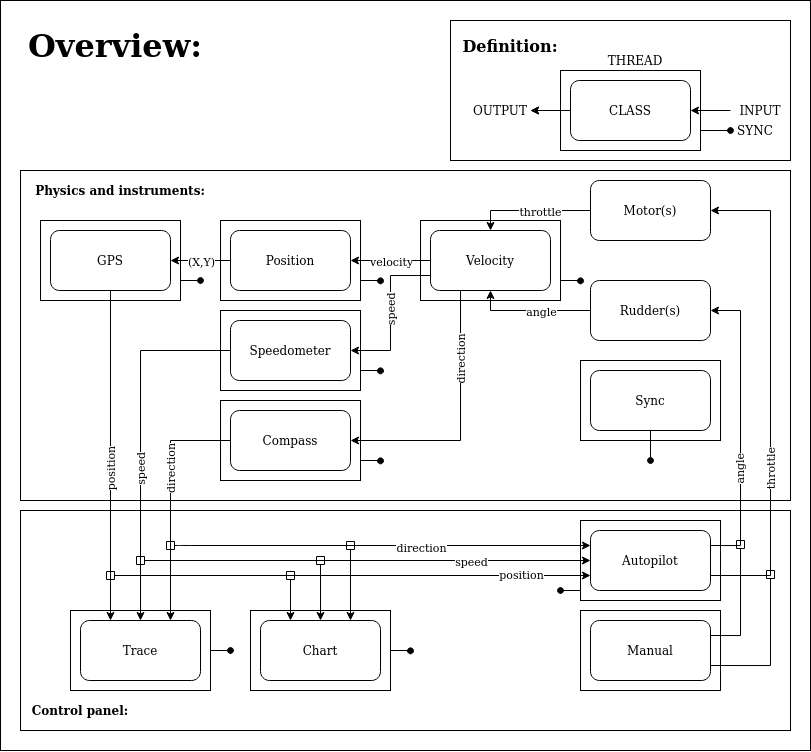 Overview:
Definition:
THREAD
OUTPUT
CLASS
INPUT
SYNC
Physics and instruments:
Motor(s)
throttle
GPS
(X,Y)
Position
velocity
Velocity
speed
angle
Rudder(s)
Speedometer
direction
Compass
Sync
position
speed
direction
angle
throttle
direction
speed
position
Autopilot
Trace
Chart
Manual
Control panel: